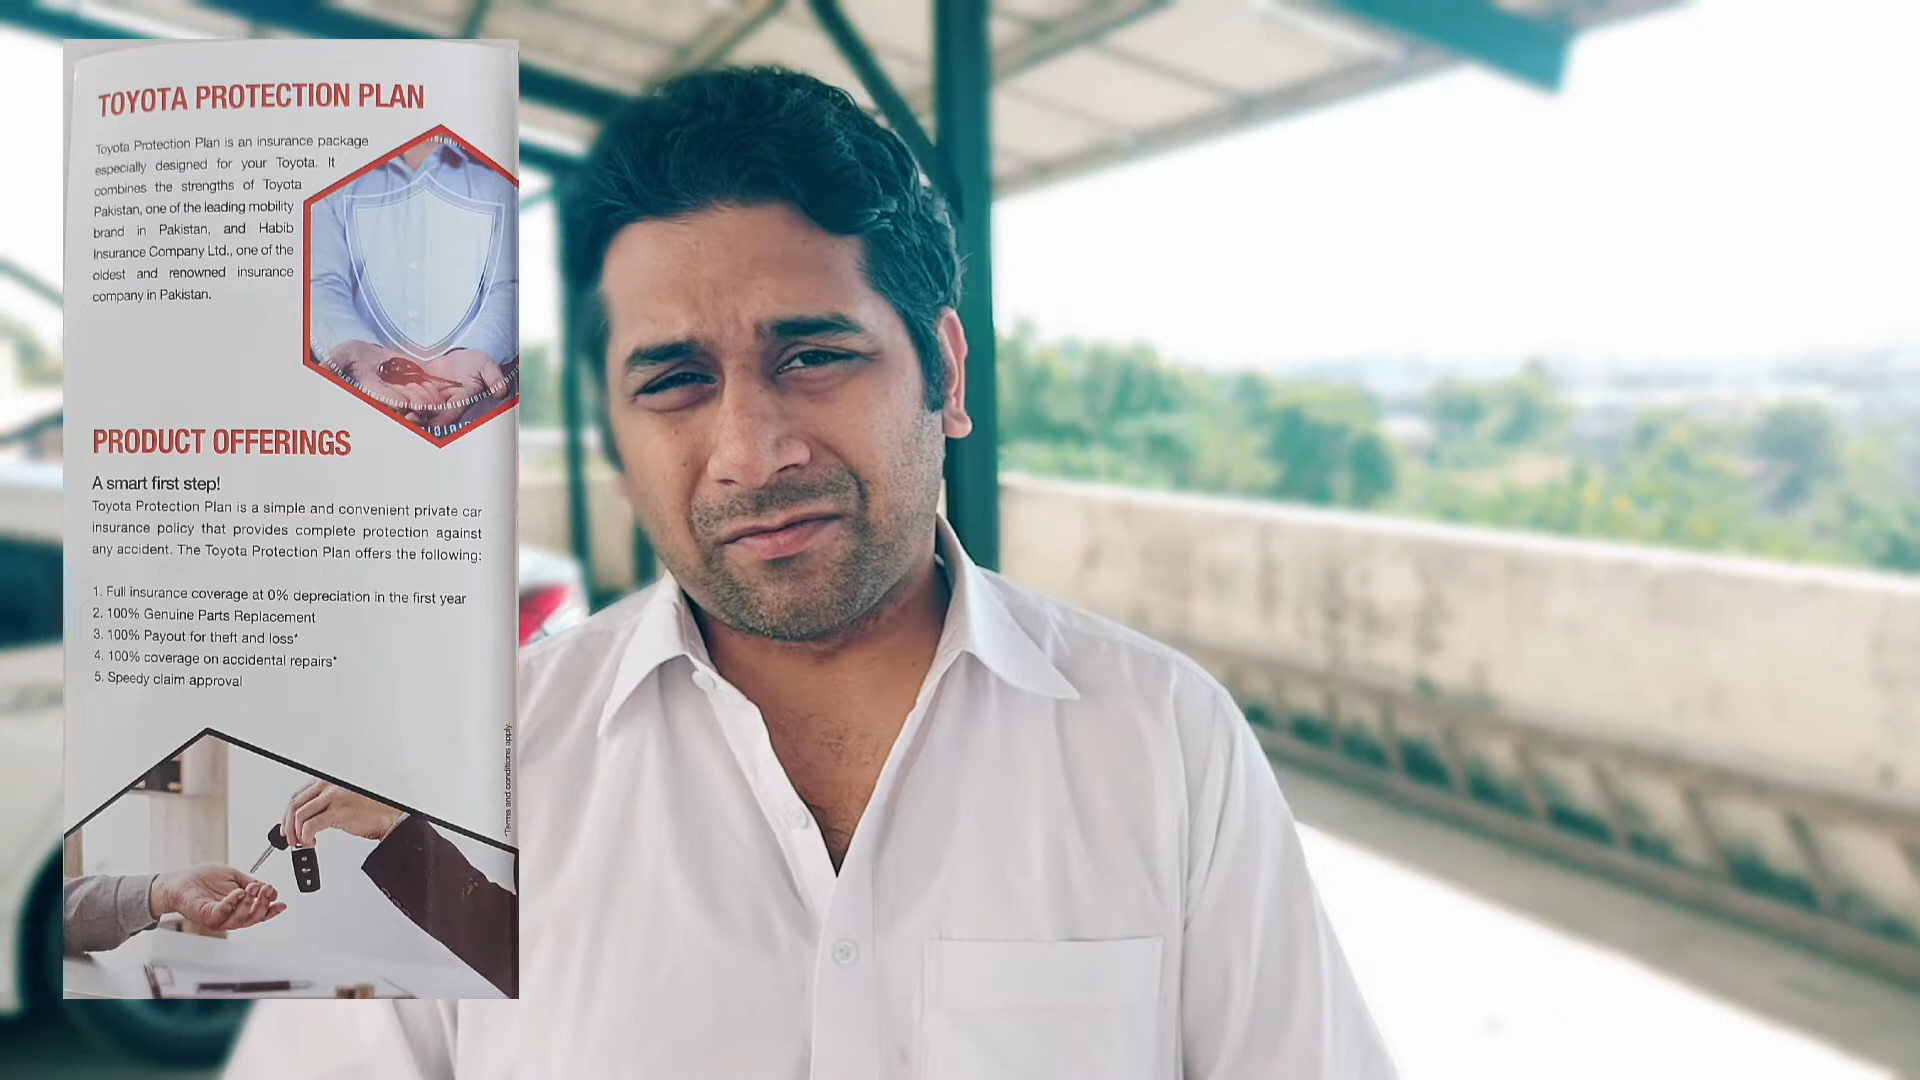 TOYOTA PROTECTION PLAN
Toyota Protection Plan is an insurance package
especially designed for your Toyota. It
combines the strengths of Toyota
Pakistan, one of the leading mobility
brand in Pakistan, and Habib
Insurance Company Ltd., one of the
oldest and renowned insurance
company in Pakistan.
PRODUCT OFFERINGS
A smart first step!
Toyota Protection Plan is a simple and convenient private car
insurance policy that provides complete protection against
any accident. The Toyota Protection Plan offers the following:
1. Full insurance coverage at 0% depreciation in the first year
2. 100% Genuine Parts Replacement
3. 100% Payout for theft and loss*
4. 100% coverage on accidental repairs*
5. Speedy claim approval
*Terms and conditions apply.